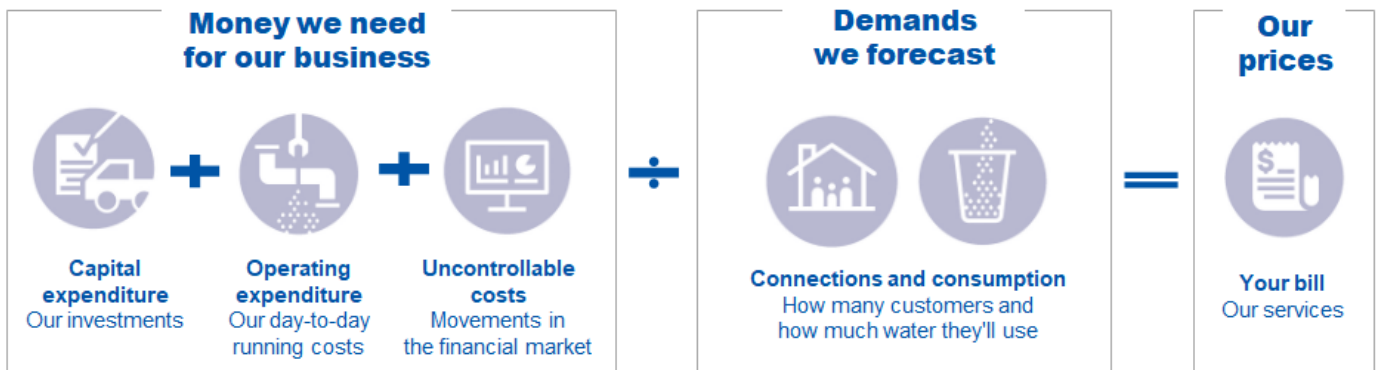 Money we need
for our business
+
+
Capital
expenditure
Our investments
Operating
expenditure
Our day-to-day
running costs
Uncontrollable
costs
Movements in
the financial market
÷
Demands
we forecast
Connections and consumption
How many customers and
how much water they'll use
=
Our
prices
$
Your bill
Our services